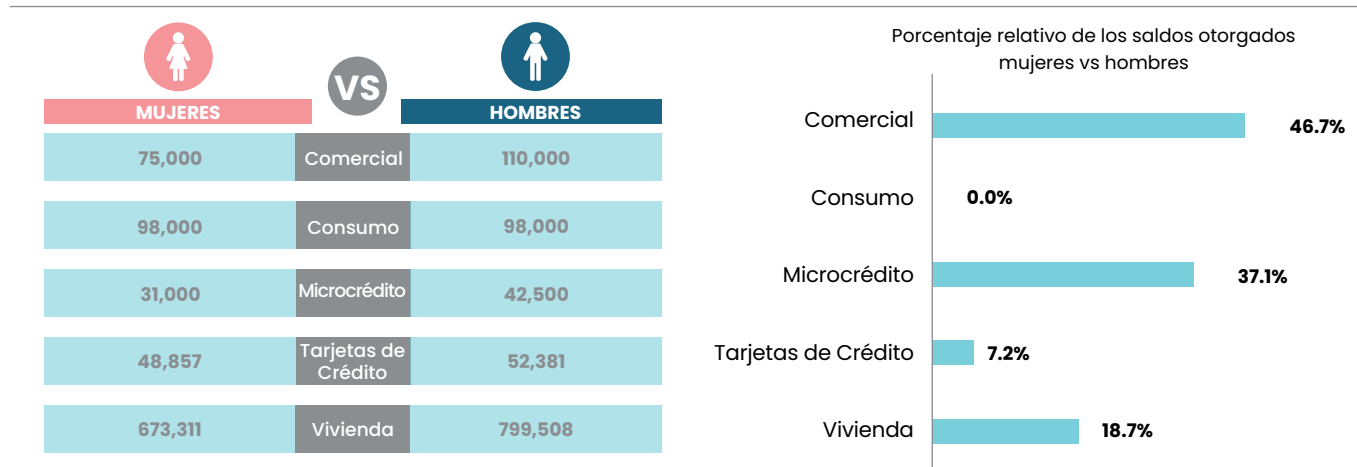 MUJERES
VS
HOMBRES
75,000
Comercial
110,000
98,000
Consumo
98,000
31,000
Microcrédito
42,500
48,857
Tarjetas de
Crédito
52,381
673,311
Vivienda
799,508
Porcentaje relativo de los saldos otorgados
mujeres vs hombres
Comercial
46.7%
Consumo
0.0%
Microcrédito
37.1%
Tarjetas de Crédito
7.2%
Vivienda
18.7%